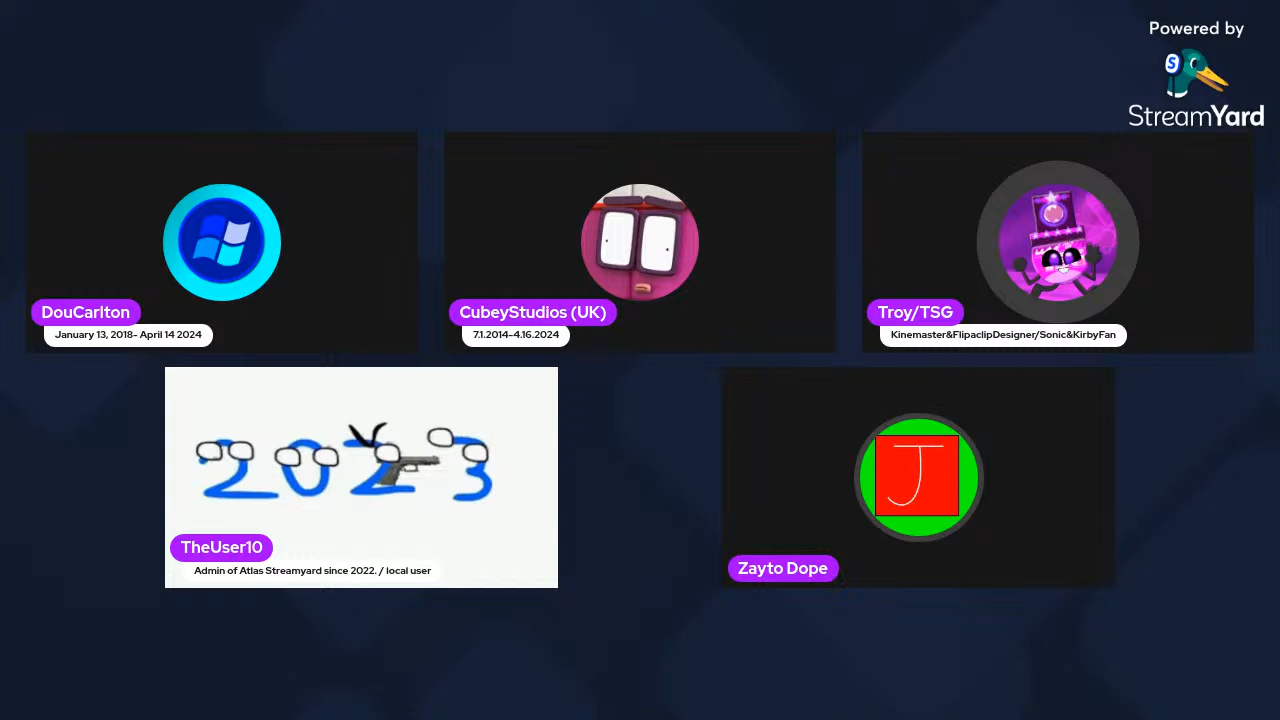 Powered by
S
StreamYard
DouCarlton
January 13, 2018- April 14 2024
CubeyStudios (UK)
7.1.2014-4.16.2024
Troy/TSG
Kinemaster&FlipaclipDesigner/Sonic&KirbyFan
2023
TheUser10
Admin of Atlas Streamyard since 2022. / local user
J
Zayto Dope